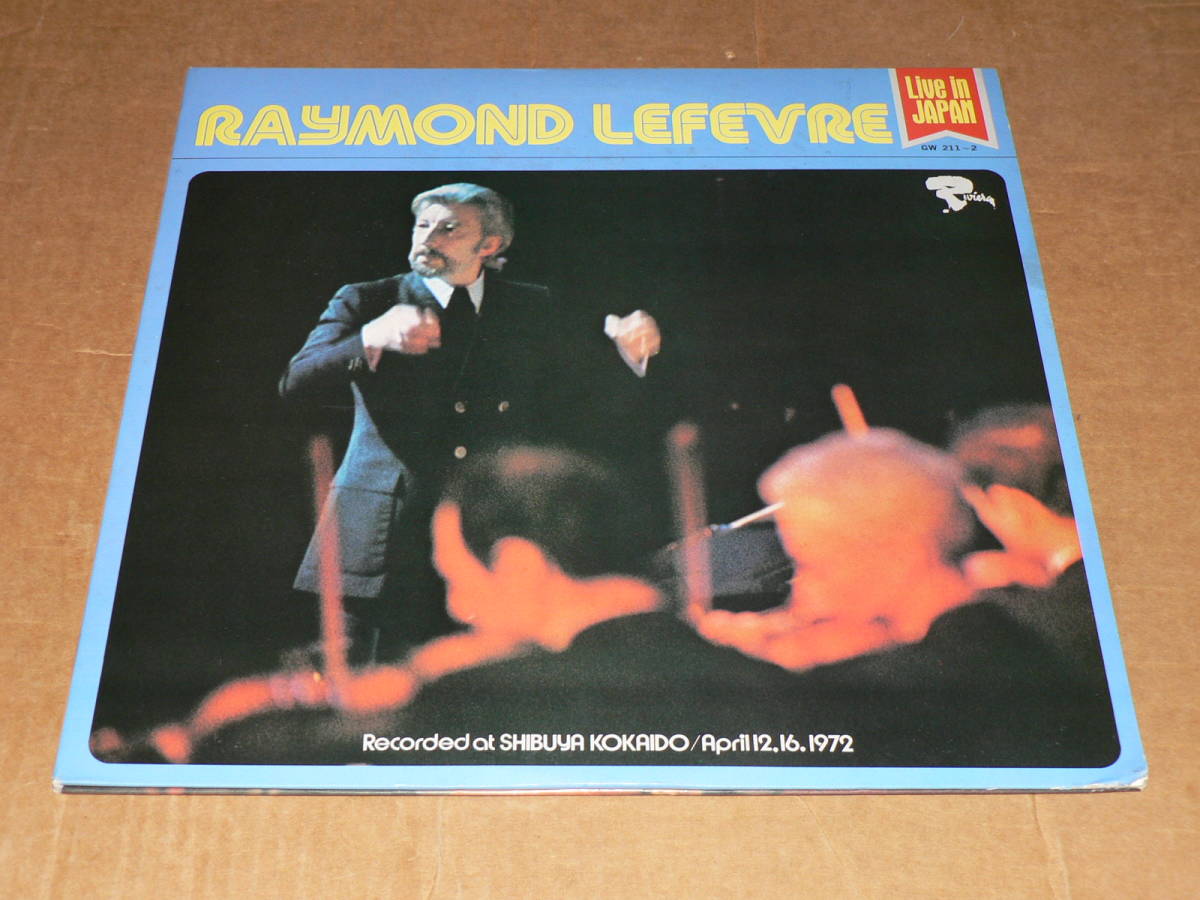 RAYMOND LEFEVRE
Live in
JAPAN
GW 211-2
Riviera
Recorded at SHIBUYA KOKAIDO/April 12.16.1972